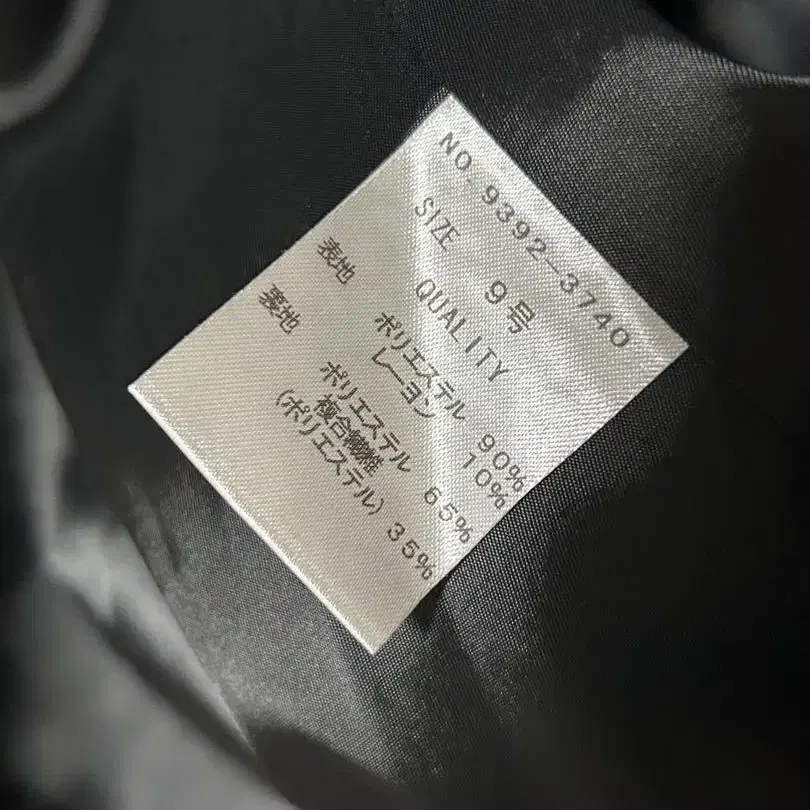 NO. 9392-3740
SIZE 9号
QUALITY
表地 ポリエステル 90%
レーヨン 10%
裏地 ポリエステル 65%
複合繊維
(ポリエステル) 35%